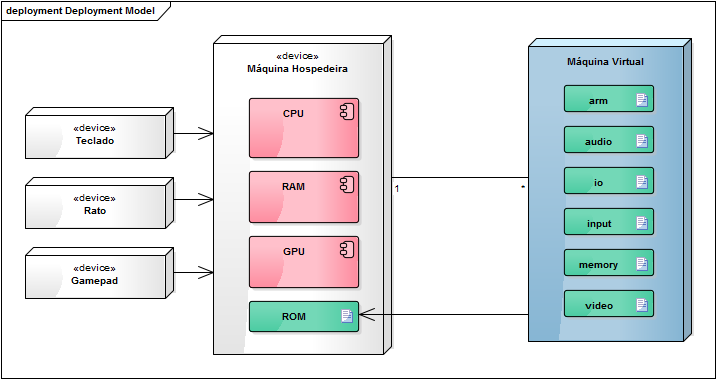 deployment Deployment Model
«device»
Teclado
«device»
Rato
«device»
Gamepad
«device»
Máquina Hospedeira
CPU
RAM
GPU
ROM
1
*
Máquina Virtual
arm
audio
io
input
memory
video